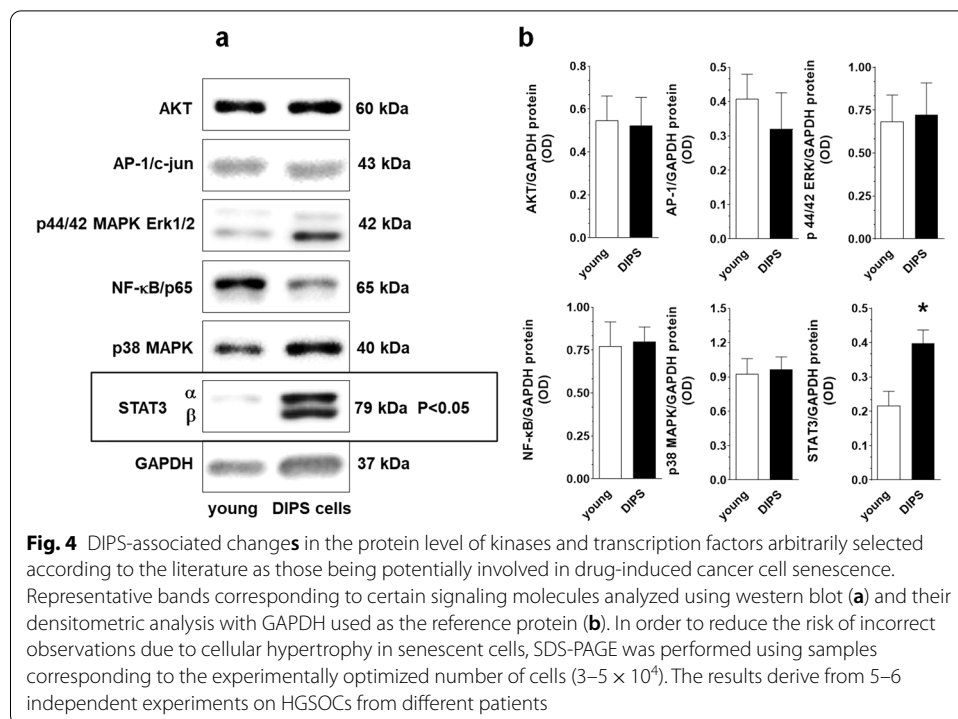 a
AKT
60 kDa
AP-1/c-jun
43 kDa
p44/42 MAPK Erk1/2
42 kDa
NF-κB/p65
65 kDa
p38 MAPK
40 kDa
STAT3
α
β
79 kDa P<0.05
GAPDH
37 kDa
young DIPS cells
b
AKT/GAPDH protein
(OD)
0.8
0.6
0.4
0.2
0.0
young
DIPS
AP-1/GAPDH protein
(OD)
0.5
0.4
0.3
0.2
0.1
0.0
young
DIPS
p 44/42 ERK/GAPDH protein
(OD)
1.00
0.75
0.50
0.25
0.00
young
DIPS
NF-κB/GAPDH protein
(OD)
1.00
0.75
0.50
0.25
0.00
young
DIPS
p38 MAPK/GAPDH protein
(OD)
1.5
1.2
0.9
0.6
0.3
0.0
young
DIPS
STAT3/GAPDH protein
(OD)
0.5
0.4
0.3
0.2
0.1
0.0
*
young
DIPS
Fig. 4 DIPS-associated changes in the protein level of kinases and transcription factors arbitrarily selected
according to the literature as those being potentially involved in drug-induced cancer cell senescence.
Representative bands corresponding to certain signaling molecules analyzed using western blot (a) and their
densitometric analysis with GAPDH used as the reference protein (b). In order to reduce the risk of incorrect
observations due to cellular hypertrophy in senescent cells, SDS-PAGE was performed using samples
corresponding to the experimentally optimized number of cells (3–5 × 10⁴). The results derive from 5–6
independent experiments on HGSOCs from different patients